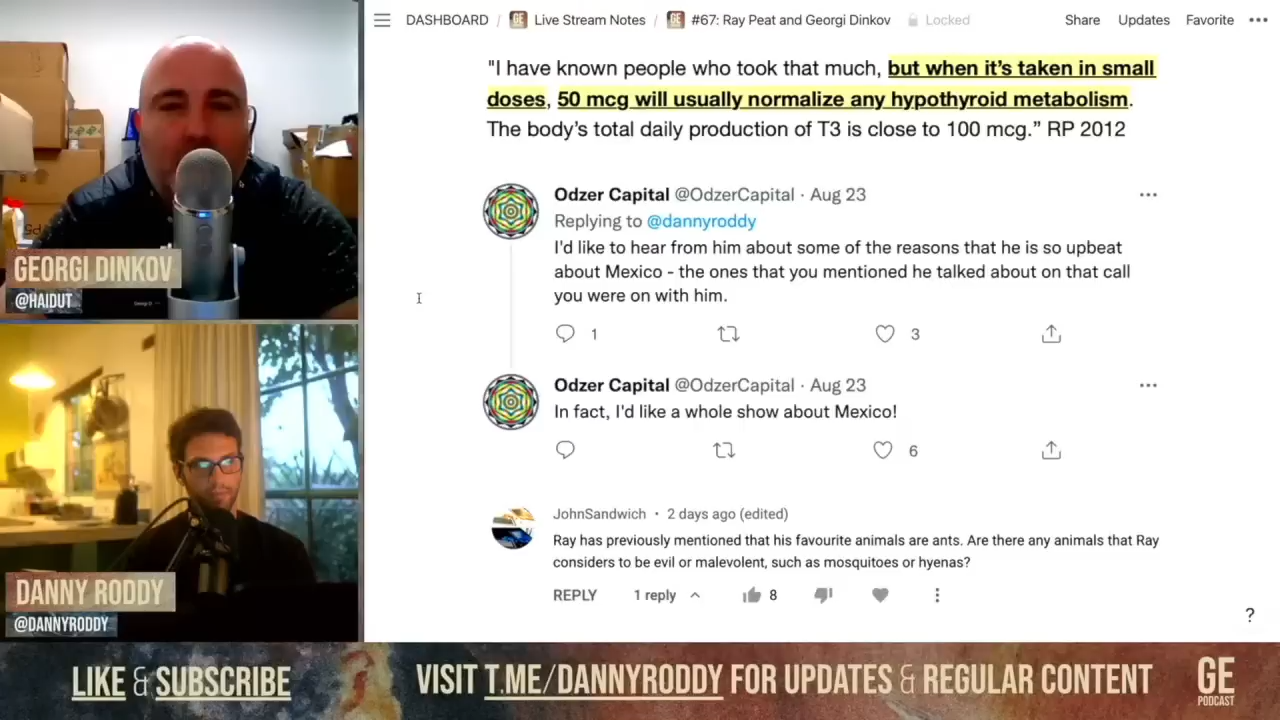 DASHBOARD / Live Stream Notes / #67: Ray Peat and Georgi Dinkov Locked Share Updates Favorite
"I have known people who took that much, but when it's taken in small
doses, 50 mcg will usually normalize any hypothyroid metabolism.
The body's total daily production of T3 is close to 100 mcg.” RP 2012
Odzer Capital @OdzerCapital · Aug 23
Replying to @dannyroddy
I'd like to hear from him about some of the reasons that he is so upbeat
about Mexico - the ones that you mentioned he talked about on that call
you were on with him.
1 3
Odzer Capital @OdzerCapital · Aug 23
In fact, I'd like a whole show about Mexico!
6
JohnSandwich • 2 days ago (edited)
Ray has previously mentioned that his favourite animals are ants. Are there any animals that Ray
considers to be evil or malevolent, such as mosquitoes or hyenas?
REPLY 1 reply 8
?
GEORGI DINKOV
@HAIDUT
DANNY RODDY
@DANNYRODDY
LIKE & SUBSCRIBE VISIT T.ME/DANNYRODDY FOR UPDATES & REGULAR CONTENT
GE
PODCAST